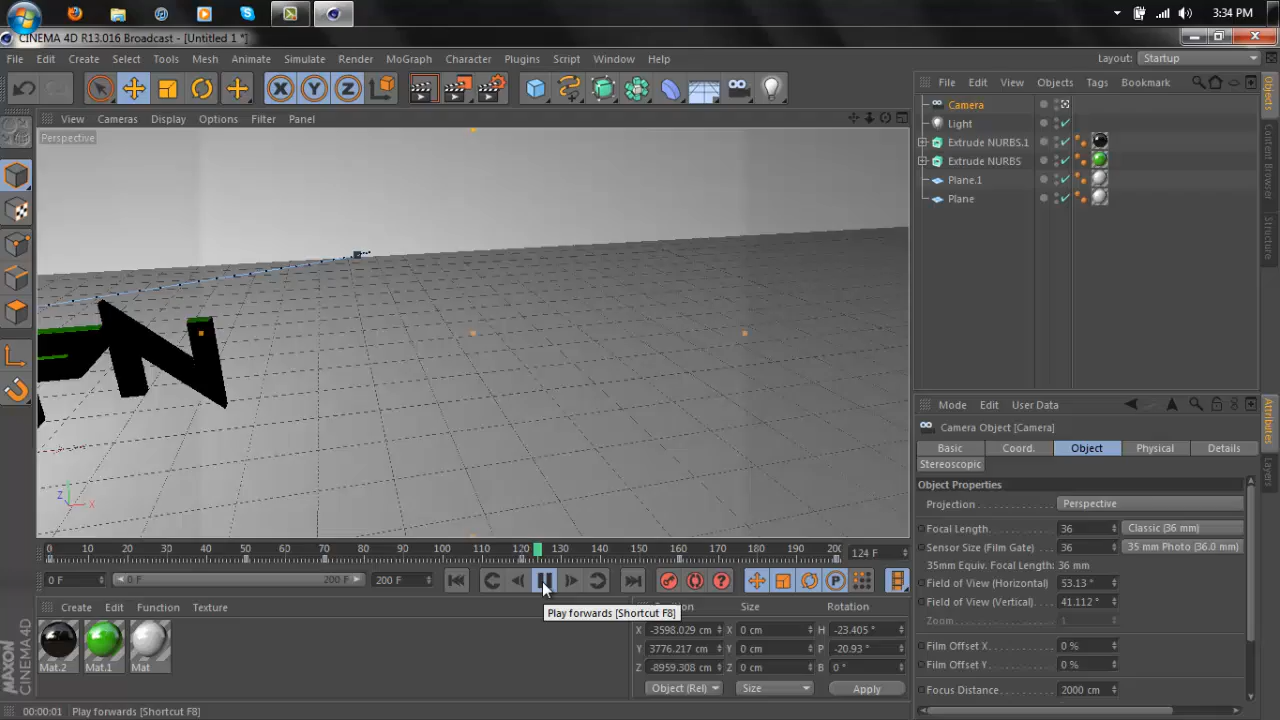 3:34 PM
CINEMA 4D R13.016 Broadcast - [Untitled 1 *]
File Edit Create Select Tools Mesh Animate Simulate Render MoGraph Character Plugins Script Window Help Layout: Startup
X Y Z
File Edit View Objects Tags Bookmark
View Cameras Display Options Filter Panel
Perspective
Camera
Light
Extrude NURBS.1
Extrude NURBS
Plane.1
Plane
Objects
Content Browser
Structure
Z X
Mode Edit User Data
Camera Object [Camera]
Basic Coord. Object Physical Details
Stereoscopic
Object Properties
Projection Perspective
Focal Length 36 Classic (36 mm)
Sensor Size (Film Gate) 36 35 mm Photo (36.0 mm)
35mm Equiv. Focal Length: 36 mm
Field of View (Horizontal) 53.13 °
Field of View (Vertical) 41.112 °
Zoom 1
Film Offset X 0 %
Film Offset Y 0 %
Focus Distance 2000 cm
Attributes
Layers
0 10 20 30 40 50 60 70 80 90 100 110 120 130 140 150 160 170 180 190 200 124 F
0 F 0 F 200 F 200 F
Play forwards [Shortcut F8]
Create Edit Function Texture
Mat.2 Mat.1 Mat
Size Rotation
X -3598.029 cm X 0 cm H -23.405 °
Y 3776.217 cm Y 0 cm P -20.93 °
Z -8959.308 cm Z 0 cm B 0 °
Object (Rel) Size Apply
MAXON
CINEMA 4D
00:00:01 Play forwards [Shortcut F8]